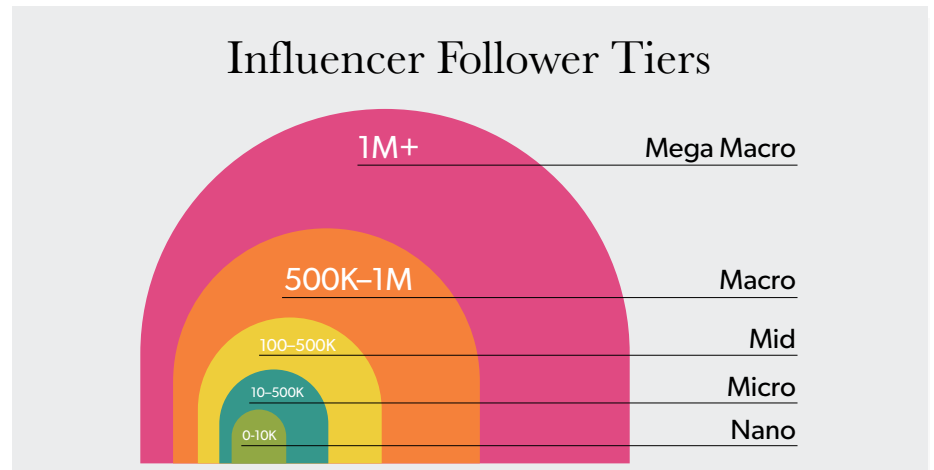 Influencer Follower Tiers
1M+ Mega Macro
500K–1M Macro
100–500K Mid
10–500K Micro
0-10K Nano